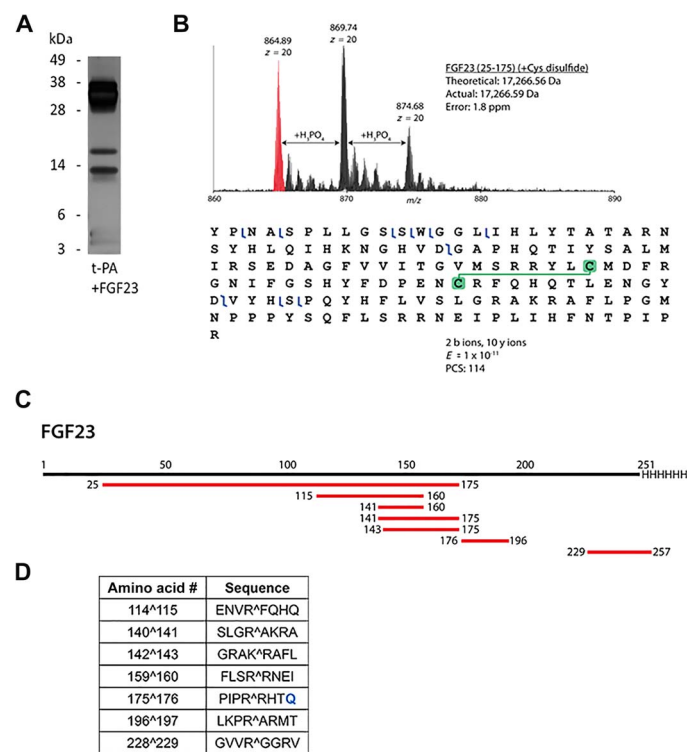 A
kDa
49 -
38 -
28 -
14 -
6 -
3 -
t-PA
+FGF23
B
864.89
z = 20
869.74
z = 20
874.68
z = 20
+H3PO4
+H3PO4
FGF23 (25-175) (+Cys disulfide)
Theoretical: 17,266.56 Da
Actual: 17,266.59 Da
Error: 1.8 ppm
860 870 880 890
m/z
Y P N A S P L L G S S W G G L I H L Y T A T A R N
S Y H L Q I H K N G H V D G A P H Q T I Y S A L M
I R S E D A G F V V I T G V M S R R Y L C M D F R
G N I F G S H Y F D P E N C R F Q H Q T L E N G Y
D V Y H S P Q Y H F L V S L G R A K R A F L P G M
N P P P Y S Q F L S R R N E I P L I H F N T P I P
R
2 b ions, 10 y ions
E = 1 x 10-11
PCS: 114
C
FGF23
1 50 100 150 200 251
HHHHHH
25 175
115 160
141 160
141 175
143 175
176 196
229 257
D
Amino acid # Sequence
114^115 ENVR^FQHQ
140^141 SLGR^AKRA
142^143 GRAK^RAFL
159^160 FLSR^RNEI
175^176 PIPR^RHTQ
196^197 LKPR^ARMT
228^229 GVVR^GGRV